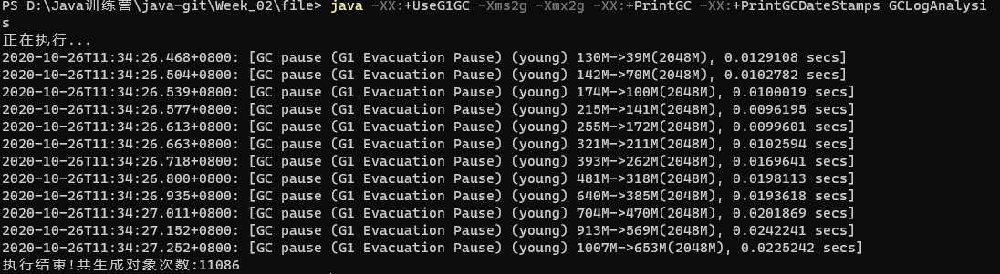 PS D:\Java训练营\java-git\Week_02\file> java -XX:+UseG1GC -Xms2g -Xmx2g -XX:+PrintGC -XX:+PrintGCDateStamps GCLogAnalysi
s
正在执行...
2020-10-26T11:34:26.468+0800: [GC pause (G1 Evacuation Pause) (young) 130M->39M(2048M), 0.0129108 secs]
2020-10-26T11:34:26.504+0800: [GC pause (G1 Evacuation Pause) (young) 142M->70M(2048M), 0.0102782 secs]
2020-10-26T11:34:26.539+0800: [GC pause (G1 Evacuation Pause) (young) 174M->100M(2048M), 0.0100019 secs]
2020-10-26T11:34:26.577+0800: [GC pause (G1 Evacuation Pause) (young) 215M->141M(2048M), 0.0096195 secs]
2020-10-26T11:34:26.613+0800: [GC pause (G1 Evacuation Pause) (young) 255M->172M(2048M), 0.0099601 secs]
2020-10-26T11:34:26.663+0800: [GC pause (G1 Evacuation Pause) (young) 321M->211M(2048M), 0.0102594 secs]
2020-10-26T11:34:26.718+0800: [GC pause (G1 Evacuation Pause) (young) 393M->262M(2048M), 0.0169641 secs]
2020-10-26T11:34:26.800+0800: [GC pause (G1 Evacuation Pause) (young) 481M->318M(2048M), 0.0198113 secs]
2020-10-26T11:34:26.935+0800: [GC pause (G1 Evacuation Pause) (young) 640M->385M(2048M), 0.0193618 secs]
2020-10-26T11:34:27.011+0800: [GC pause (G1 Evacuation Pause) (young) 704M->470M(2048M), 0.0201869 secs]
2020-10-26T11:34:27.152+0800: [GC pause (G1 Evacuation Pause) (young) 913M->569M(2048M), 0.0242241 secs]
2020-10-26T11:34:27.252+0800: [GC pause (G1 Evacuation Pause) (young) 1007M->653M(2048M), 0.0225242 secs]
执行结束!共生成对象次数:11086